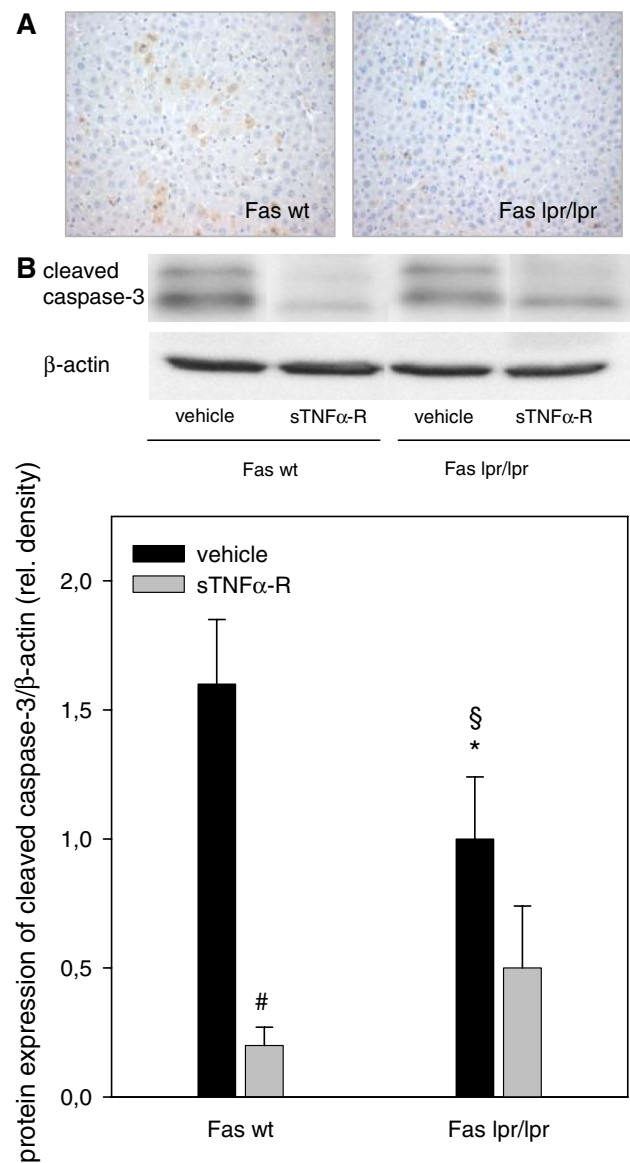 A
Fas wt
Fas lpr/lpr
B
cleaved
caspase-3
β-actin
vehicle
sTNFα-R
vehicle
sTNFα-R
Fas wt
Fas lpr/lpr
protein expression of cleaved caspase-3/β-actin (rel. density)
vehicle
sTNFα-R
2,0
1,5
1,0
0,5
0,0
#
§
*
Fas wt
Fas lpr/lpr